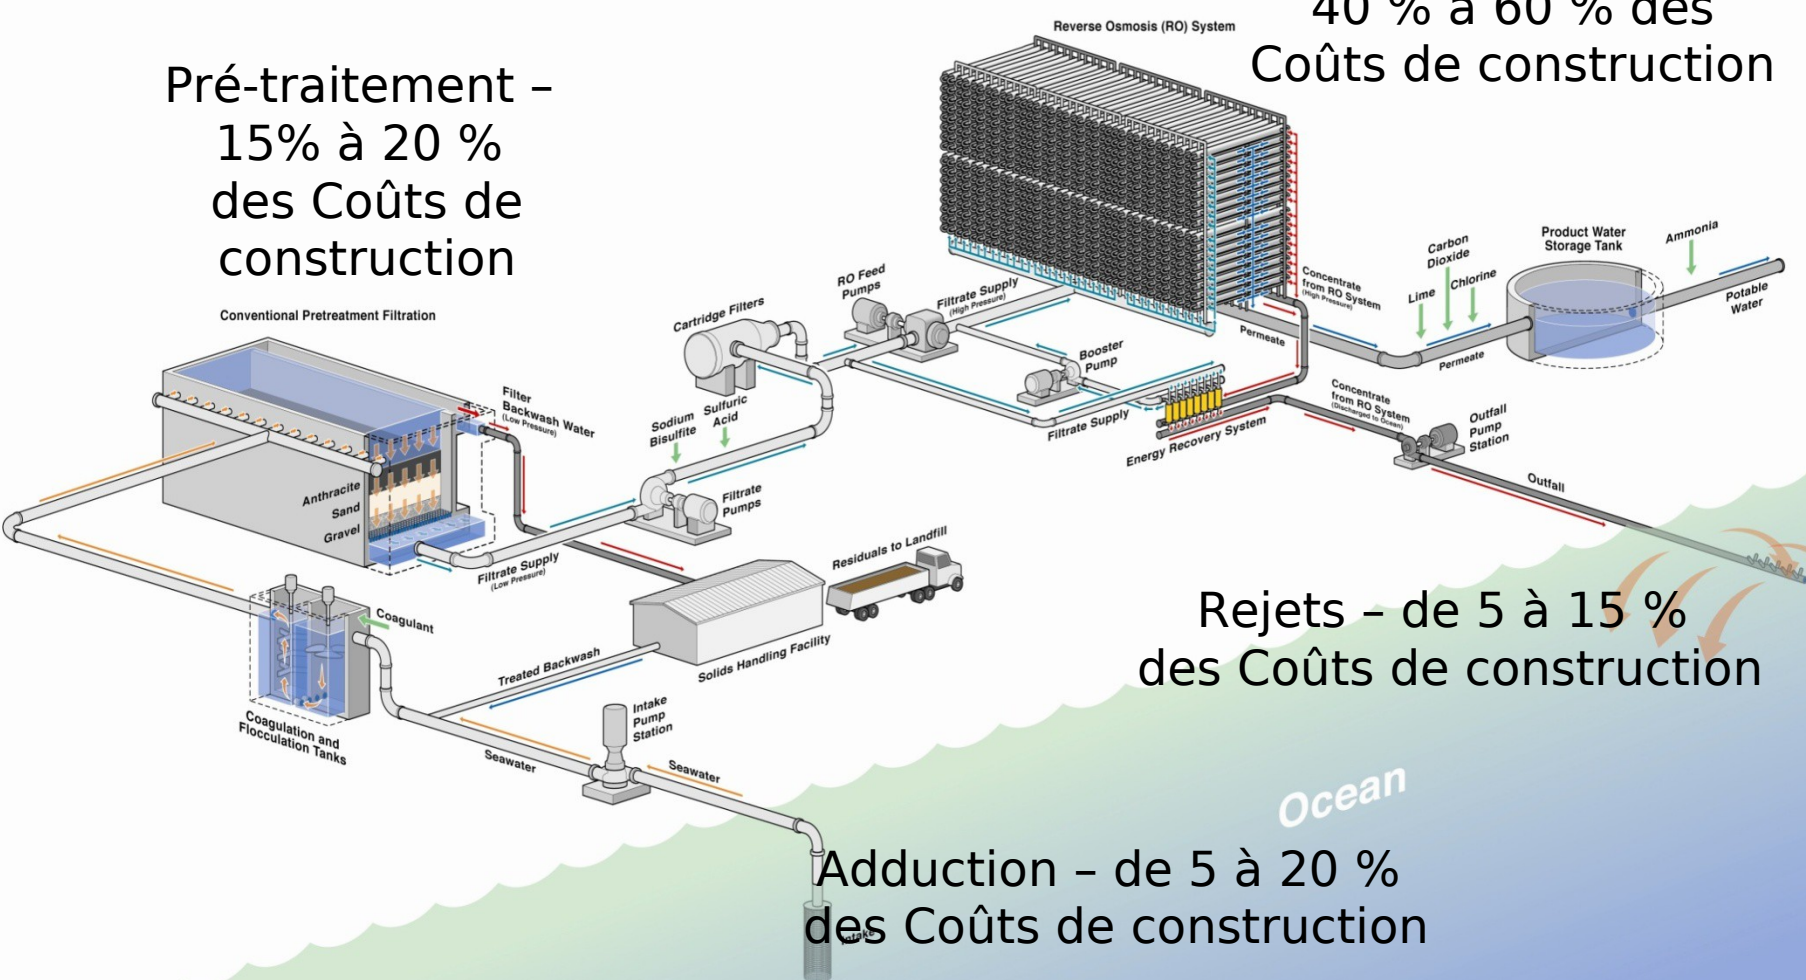 40 % à 60 % des
Coûts de construction
Reverse Osmosis (RO) System
Pré-traitement –
15% à 20 %
des Coûts de
construction
Conventional Pretreatment Filtration
Cartridge Filters
RO Feed
Pumps
Filtrate Supply
(High Pressure)
Booster
Pump
Concentrate
from RO System
(High Pressure)
Permeate
Lime
Carbon
Dioxide
Chlorine
Permeate
Product Water
Storage Tank
Ammonia
Potable
Water
Filter
Backwash Water
(Low Pressure)
Sodium
Bisulfite
Sulfuric
Acid
Filtrate Supply
Energy Recovery System
Concentrate
from RO System
(Discharged to Ocean)
Outfall
Pump
Station
Outfall
Anthracite
Sand
Gravel
Filtrate
Pumps
Filtrate Supply
(Low Pressure)
Residuals to Landfill
Coagulant
Solids Handling Facility
Treated Backwash
Coagulation and
Flocculation Tanks
Intake
Pump
Station
Seawater
Seawater
Rejets – de 5 à 15 %
des Coûts de construction
Ocean
Adduction – de 5 à 20 %
des Coûts de construction
Intake